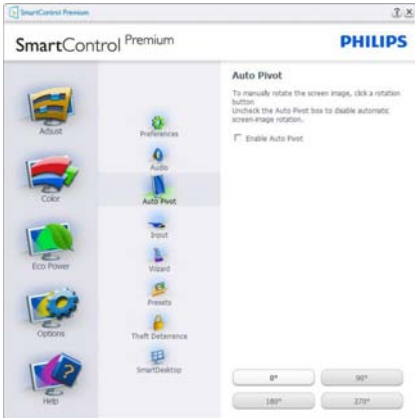 SmartControl Premium
SmartControl Premium
PHILIPS
Adjust
Color
Eco Power
Options
Help
Preferences
Audio
Auto Pivot
Input
Wizard
Presets
Theft Deterrence
SmartDesktop
Auto Pivot
To manually rotate the screen image, click a rotation
button
Uncheck the Auto Pivot box to disable automatic
screen-image rotation.
Enable Auto Pivot
0°
90°
180°
270°